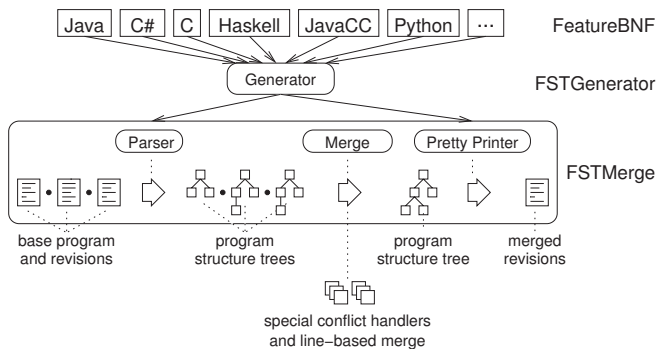 Java C# C Haskell JavaCC Python ... FeatureBNF
Generator FSTGenerator
Parser Merge Pretty Printer
FSTMerge
base program program program merged
and revisions structure trees structure tree revisions
special conflict handlers
and line−based merge